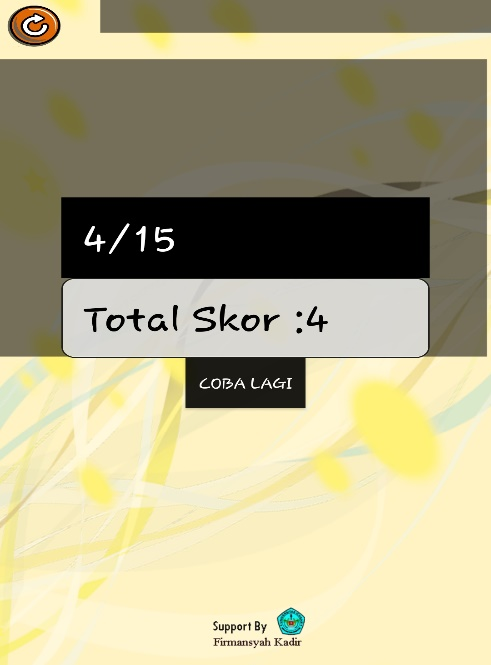 4/15
Total Skor :4
COBA LAGI
Support By
Firmansyah Kadir